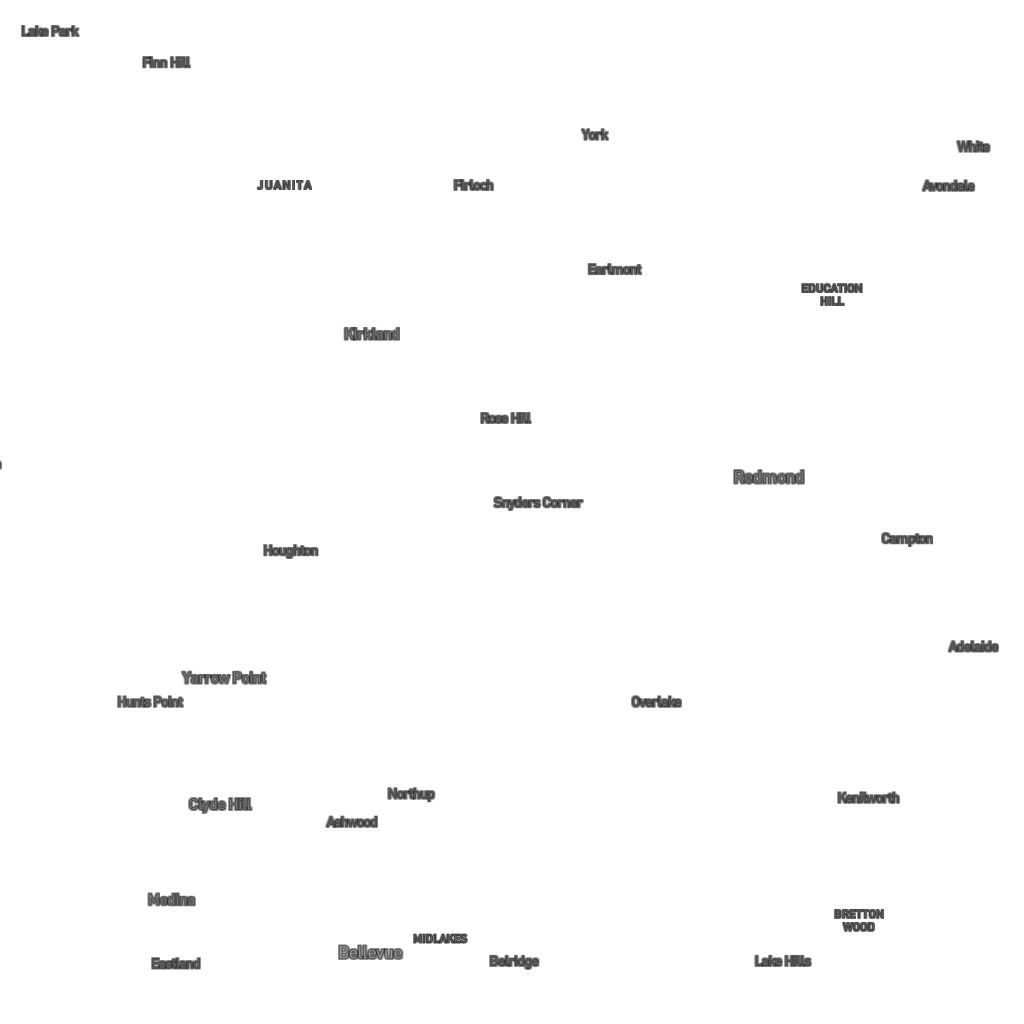 Lake Park
Finn Hill
York
White
JUANITA
Firloch
Avondale
Earlmont
EDUCATION
HILL
Kirkland
Rose Hill
Redmond
Snyders Corner
Campton
Houghton
Adelaide
Yarrow Point
Hunts Point
Overlake
Northup
Kenilworth
Clyde Hill
Ashwood
Medina
BRETTON
WOOD
MIDLAKES
Bellevue
Belridge
Lake Hills
Eastland